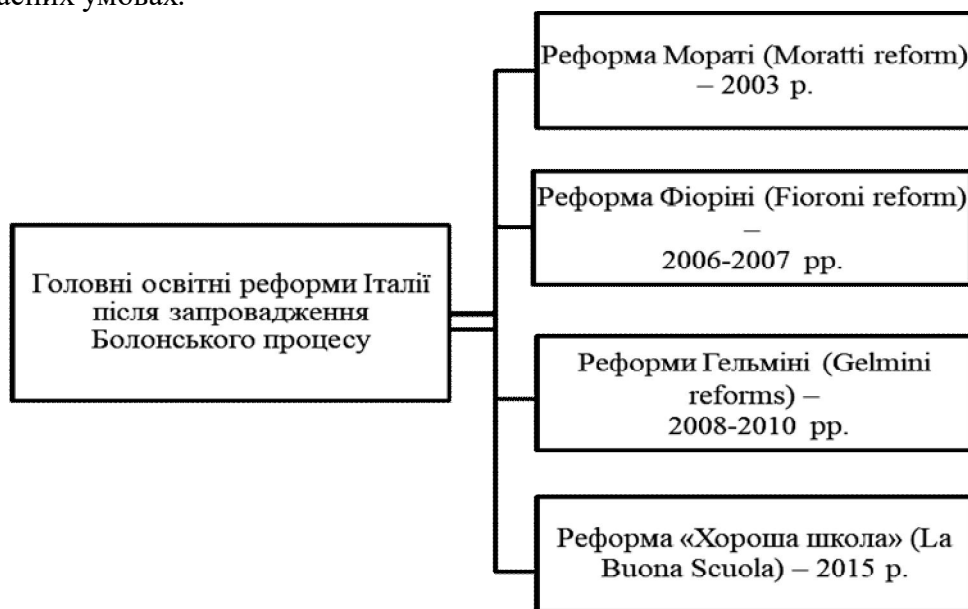 умовах.
Реформа Мораті (Moratti reform)
– 2003 р.
Реформа Фіоріні (Fioroni reform)
–
2006-2007 рр.
Головні освітні реформи Італії
після запровадження
Болонського процесу
Реформи Гельміні (Gelmini
reforms) –
2008-2010 рр.
Реформа «Хороша школа» (La
Buona Scuola) – 2015 р.